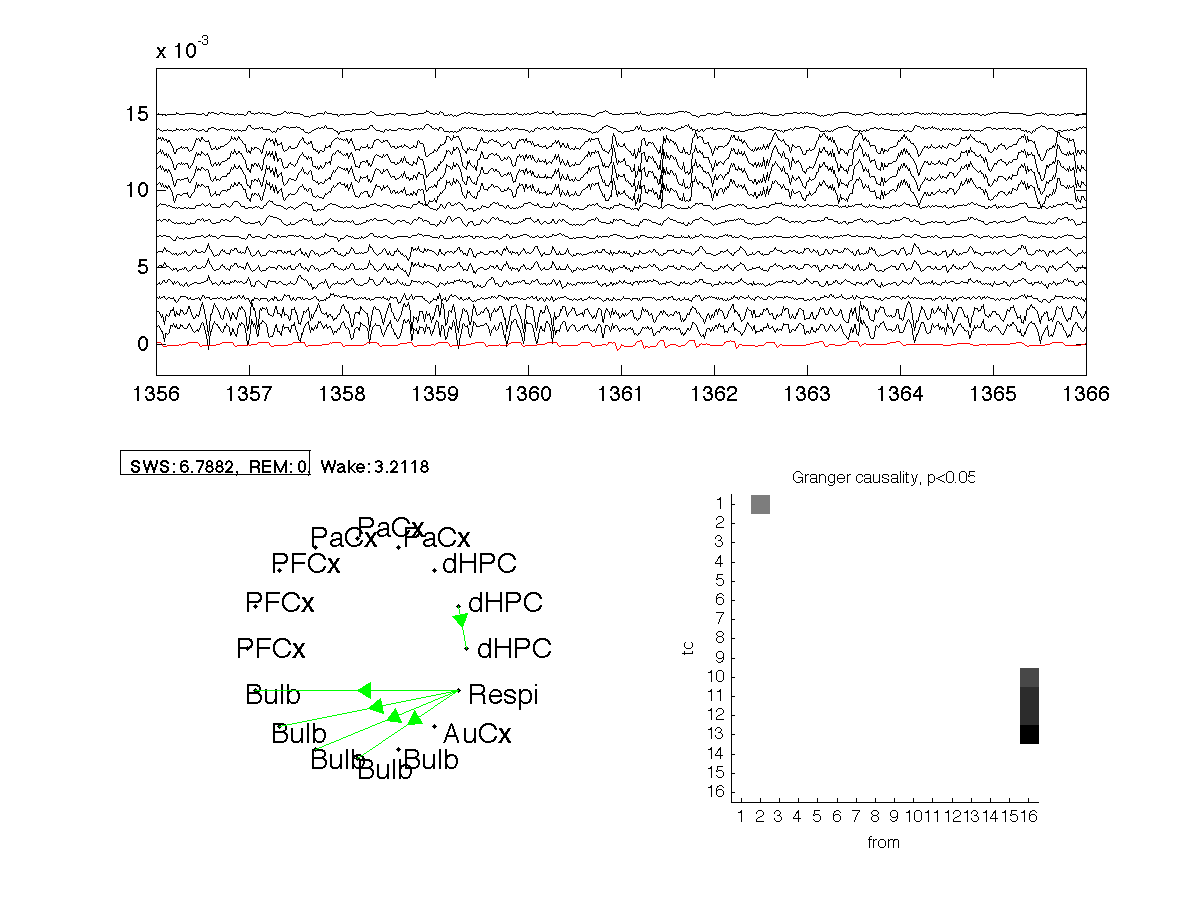 x 10-3
15
10
5
0
1356 1357 1358 1359 1360 1361 1362 1363 1364 1365 1366
SWS:6.7882, REM:0, Wake:3.2118
Granger causality, p<0.05
PaCx
PaCx PaCx
PFCx dHPC
PFCx dHPC
PFCx dHPC
Bulb Respi
Bulb AuCx
Bulb Bulb
Bulb
1
2
3
4
5
6
7
8
9
10
11
12
13
14
15
16
tc
1 2 3 4 5 6 7 8 9 10 11 12 13 14 15 16
from